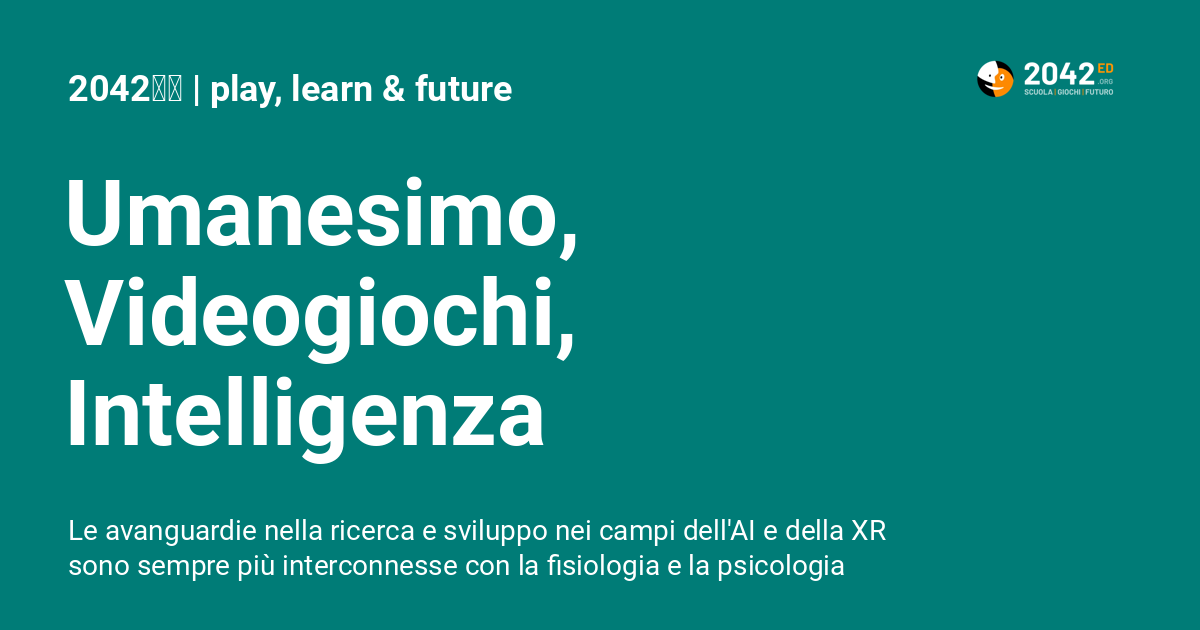 2042 | play, learn & future
2042 ED
.ORG
SCUOLA | GIOCHI | FUTURO
Umanesimo,
Videogiochi,
Intelligenza
Le avanguardie nella ricerca e sviluppo nei campi dell'AI e della XR
sono sempre più interconnesse con la fisiologia e la psicologia